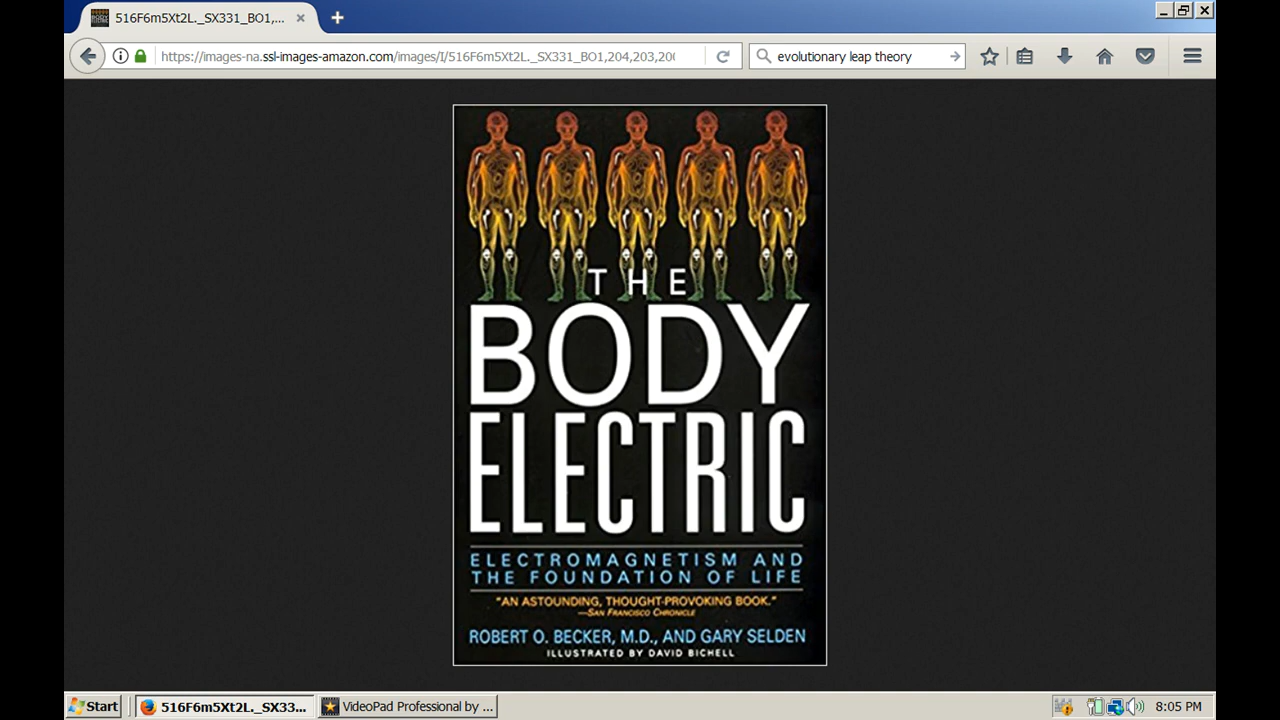 516F6m5Xt2L._SX331_BO1,...
https://images-na.ssl-images-amazon.com/images/I/516F6m5Xt2L._SX331_BO1,204,203,200
evolutionary leap theory
THE
BODY
ELECTRIC
ELECTROMAGNETISM AND
THE FOUNDATION OF LIFE
"AN ASTOUNDING, THOUGHT-PROVOKING BOOK."
—SAN FRANCISCO CHRONICLE
ROBERT O. BECKER, M.D., AND GARY SELDEN
ILLUSTRATED BY DAVID BICHELL
Start 516F6m5Xt2L._SX33... VideoPad Professional by ... 8:05 PM